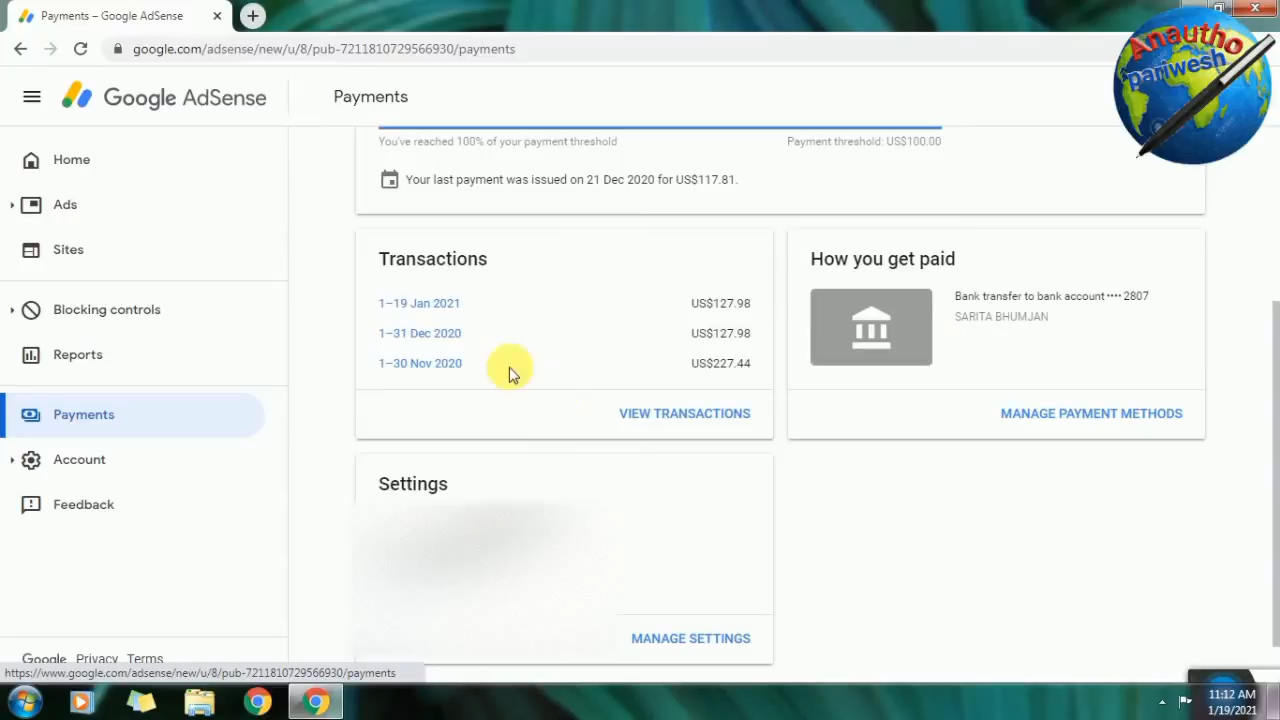 Payments – Google AdSense
google.com/adsense/new/u/8/pub-7211810729566930/payments
Anautho
pariwesh
Google AdSense
Payments
You've reached 100% of your payment threshold
Payment threshold: US$100.00
Your last payment was issued on 21 Dec 2020 for US$117.81.
Home
Ads
Sites
Blocking controls
Reports
Payments
Account
Feedback
Transactions
1–19 Jan 2021 US$127.98
1–31 Dec 2020 US$127.98
1–30 Nov 2020 US$227.44
VIEW TRANSACTIONS
How you get paid
Bank transfer to bank account •••• 2807
SARITA BHUMJAN
MANAGE PAYMENT METHODS
Settings
MANAGE SETTINGS
Google Privacy Terms
https://www.google.com/adsense/new/u/8/pub-7211810729566930/payments
11:12 AM
1/19/2021